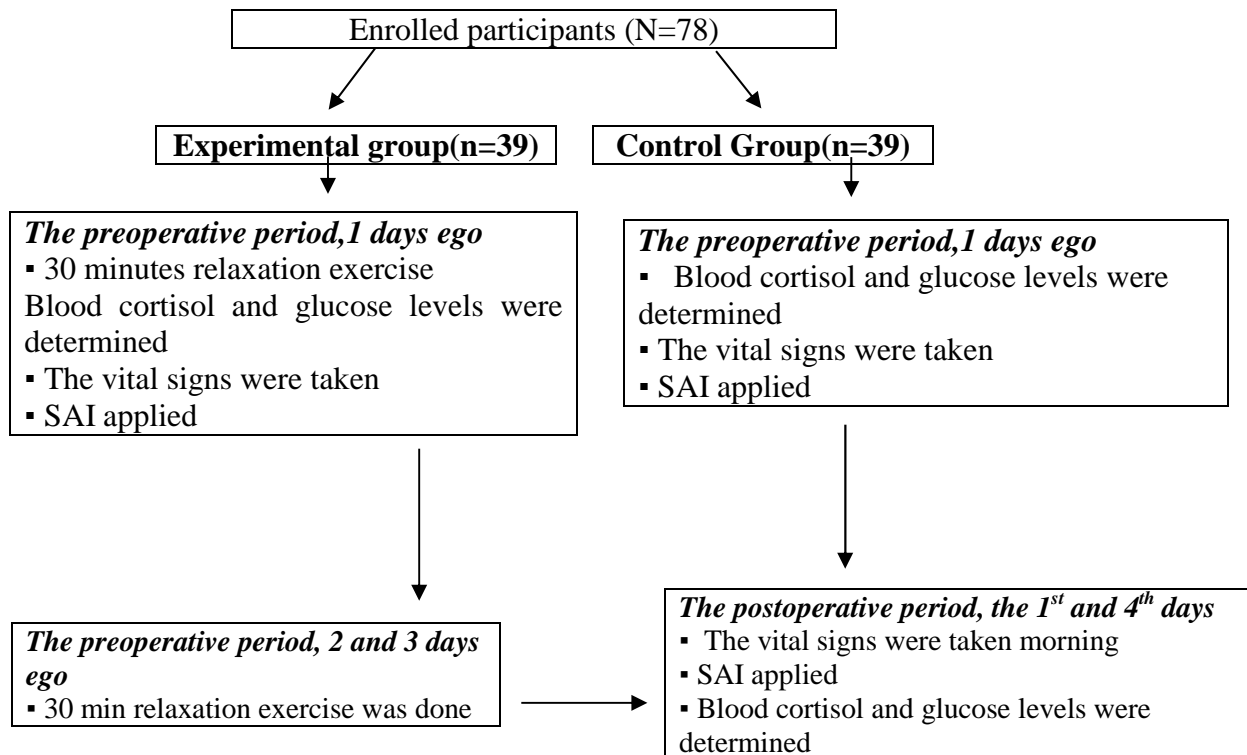 Enrolled participants (N=78)
Experimental group(n=39)
Control Group(n=39)
The preoperative period,1 days ego
▪ 30 minutes relaxation exercise
Blood cortisol and glucose levels were
determined
▪ The vital signs were taken
▪ SAI applied
The preoperative period,1 days ego
▪ Blood cortisol and glucose levels were
determined
▪ The vital signs were taken
▪ SAI applied
The preoperative period, 2 and 3 days
ego
▪ 30 min relaxation exercise was done
The postoperative period, the 1st and 4th days
▪ The vital signs were taken morning
▪ SAI applied
▪ Blood cortisol and glucose levels were
determined